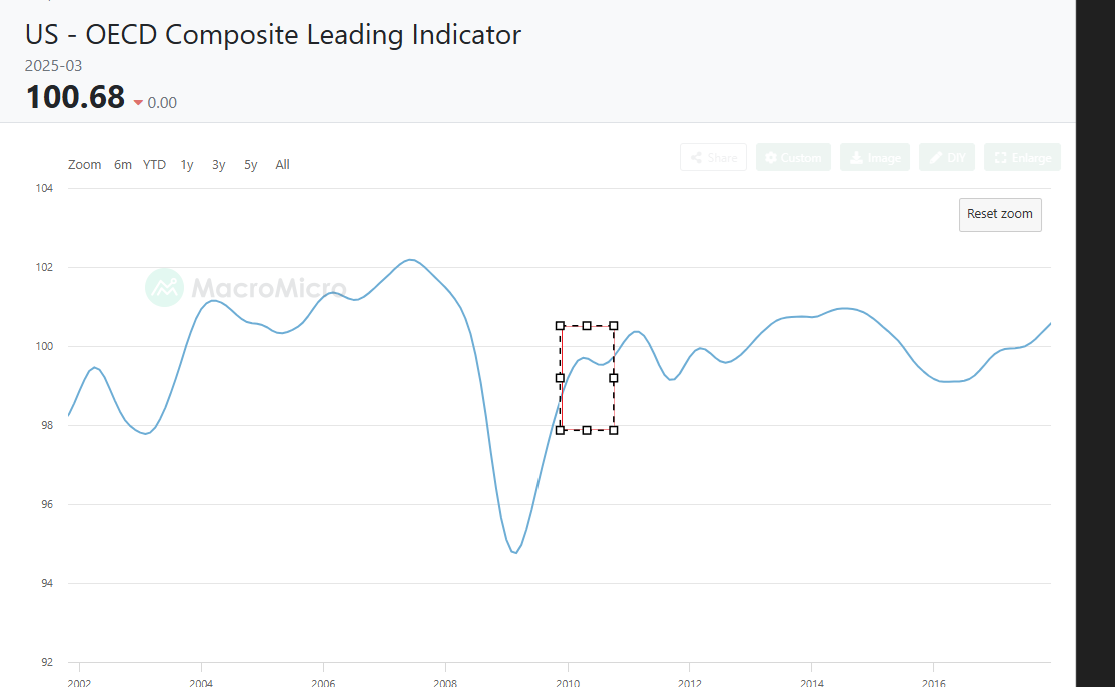 US - OECD Composite Leading Indicator
2025-03
100.68 0.00
Zoom 6m YTD 1y 3y 5y All
Share Custom Image DIY Enlarge
104
Reset zoom
102
MacroMicro
100
98
96
94
92
2002 2004 2006 2008 2010 2012 2014 2016